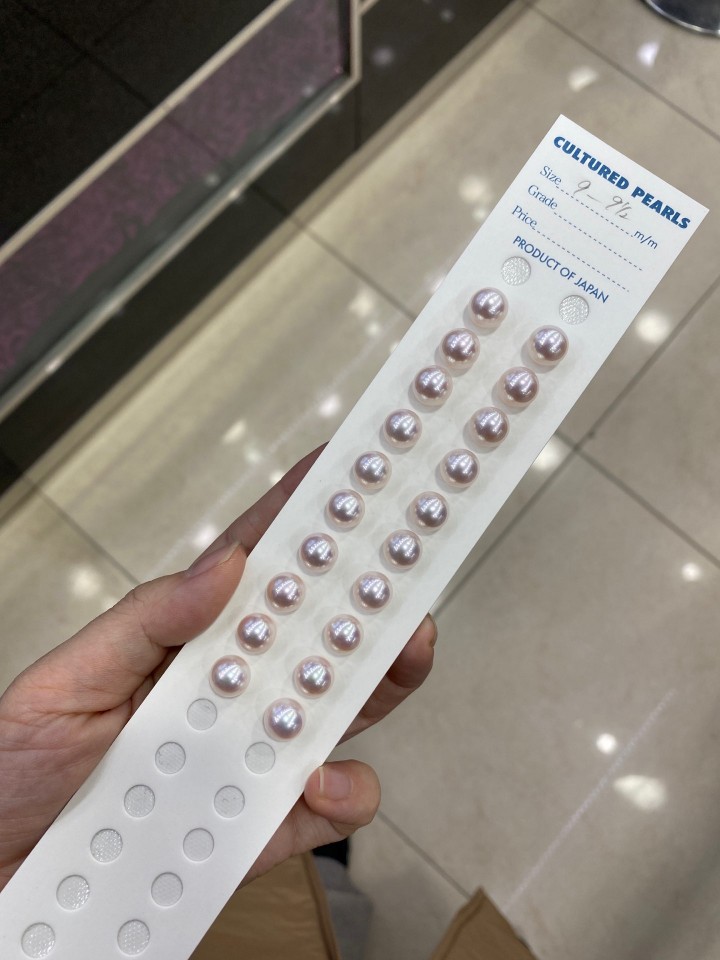 CULTURED PEARLS
Size 9 - 9½ m/m
Grade
Price
PRODUCT OF JAPAN